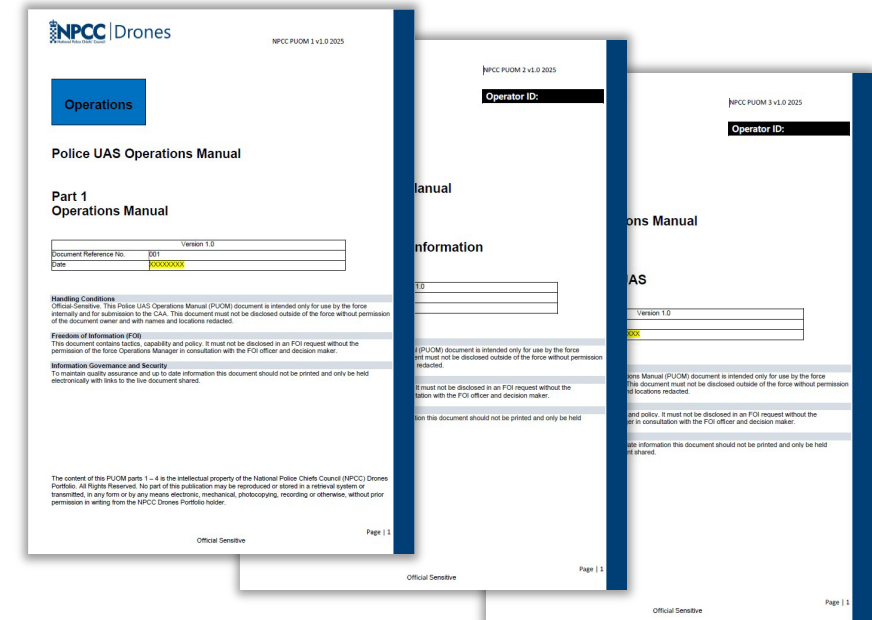 NPCC Drones
National Police Chiefs' Council
NPCC PUOM 1 v1.0 2025
Operations
Police UAS Operations Manual
Part 1
Operations Manual
Version 1.0
Document Reference No. 001
Date XXXXXXXX
Handling Conditions
Official-Sensitive. This Police UAS Operations Manual (PUOM) document is intended only for use by the force
internally and for submission to the CAA. This document must not be disclosed outside of the force without permission
of the document owner and with names and locations redacted.
Freedom of Information (FOI)
This document contains tactics, capability and policy. It must not be disclosed in an FOI request without the
permission of the force Operations Manager in consultation with the FOI officer and decision maker.
Information Governance and Security
To maintain quality assurance and up to date information this document should not be printed and only be held
electronically with links to the live document shared.
The content of this PUOM parts 1 – 4 is the intellectual property of the National Police Chiefs Council (NPCC) Drones
Portfolio. All Rights Reserved. No part of this publication may be reproduced or stored in a retrieval system or
transmitted, in any form or by any means electronic, mechanical, photocopying, recording or otherwise, without prior
permission in writing from the NPCC Drones Portfolio holder.
Page | 1
Official Sensitive
NPCC PUOM 2 v1.0 2025
Operator ID:
anual
nformation
1.0
(PUOM) document is intended only for use by the force
ent must not be disclosed outside of the force without permission
redacted.
It must not be disclosed in an FOI request without the
tation with the FOI officer and decision maker.
tion this document should not be printed and only be held
Page | 1
Official Sensitive
NPCC PUOM 3 v1.0 2025
Operator ID:
ons Manual
AS
Version 1.0
XXX
ions Manual (PUOM) document is intended only for use by the force
This document must not be disclosed outside of the force without permission
nd locations redacted.
and policy. It must not be disclosed in an FOI request without the
er in consultation with the FOI officer and decision maker.
ate information this document should not be printed and only be held
nt shared.
Page | 1
Official Sensitive